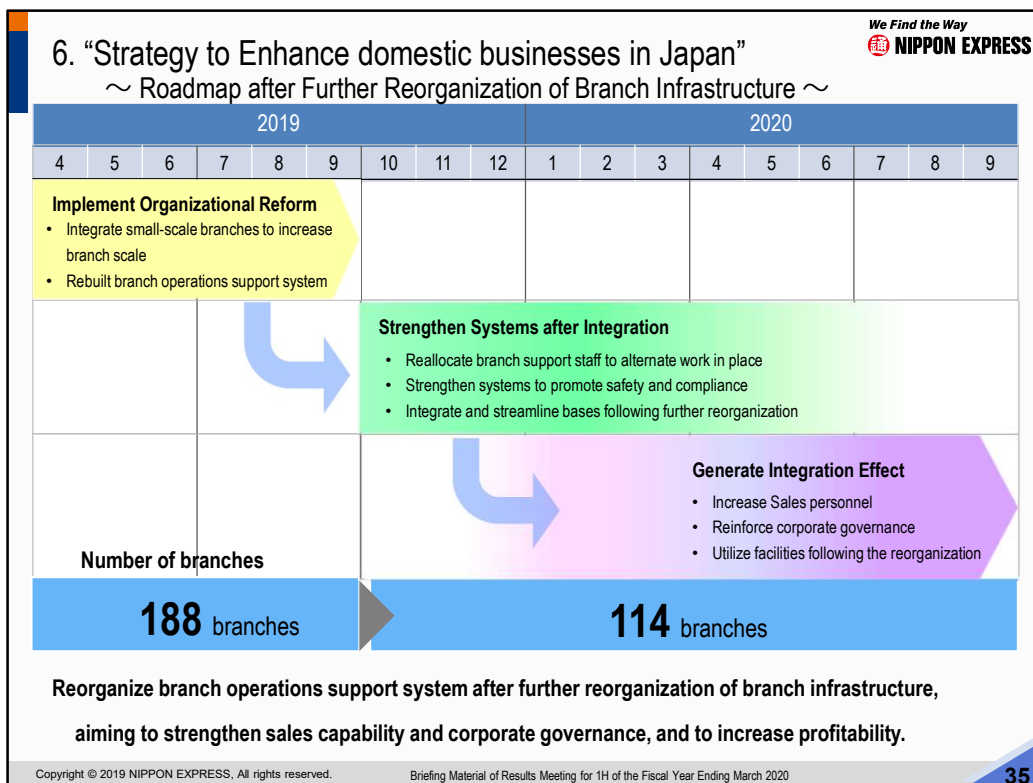 We Find the Way
NIPPON EXPRESS
6. “Strategy to Enhance domestic businesses in Japan”
～ Roadmap after Further Reorganization of Branch Infrastructure ～
2019 2020
4 5 6 7 8 9 10 11 12 1 2 3 4 5 6 7 8 9
Implement Organizational Reform
• Integrate small-scale branches to increase
branch scale
• Rebuilt branch operations support system
Strengthen Systems after Integration
• Reallocate branch support staff to alternate work in place
• Strengthen systems to promote safety and compliance
• Integrate and streamline bases following further reorganization
Generate Integration Effect
• Increase Sales personnel
• Reinforce corporate governance
• Utilize facilities following the reorganization
Number of branches
188 branches
114 branches
Reorganize branch operations support system after further reorganization of branch infrastructure,
aiming to strengthen sales capability and corporate governance, and to increase profitability.
Copyright © 2019 NIPPON EXPRESS, All rights reserved.
Briefing Material of Results Meeting for 1H of the Fiscal Year Ending March 2020
35